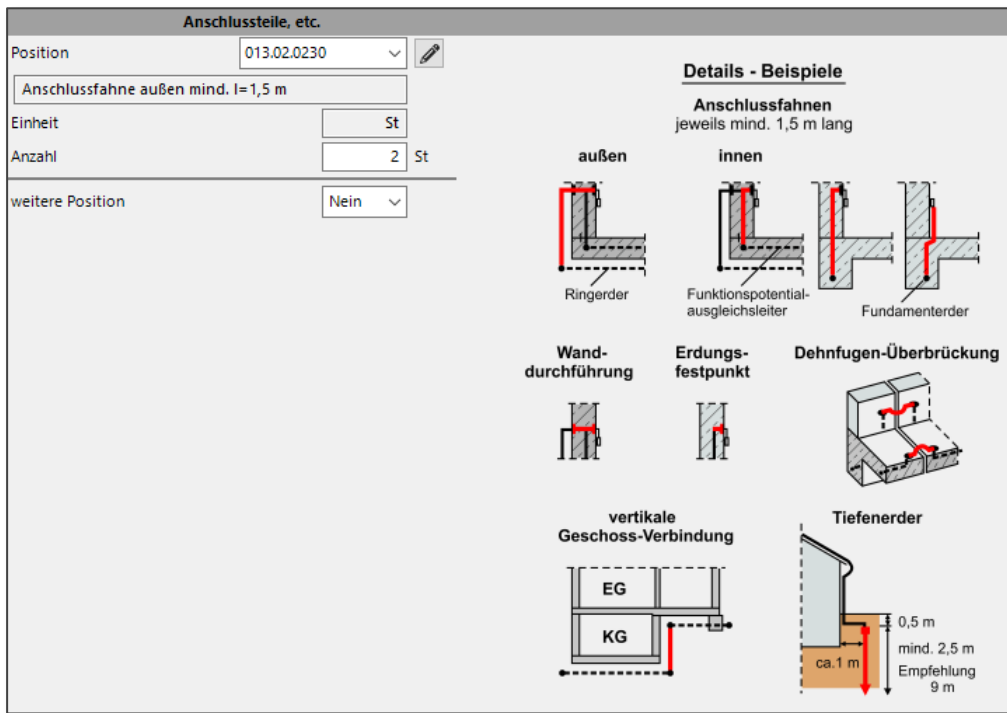 Anschlussteile, etc.
Position 013.02.0230
Anschlussfahne außen mind. l=1,5 m
Einheit St
Anzahl 2 St
weitere Position Nein
Details - Beispiele
Anschlussfahnen
jeweils mind. 1,5 m lang
außen innen
Ringerder
Funktionspotential-
ausgleichsleiter
Fundamenterder
Wand-
durchführung
Erdungs-
festpunkt
Dehnfugen-Überbrückung
vertikale
Geschoss-Verbindung
EG
KG
Tiefenerder
0,5 m
ca.1 m
mind. 2,5 m
Empfehlung
9 m